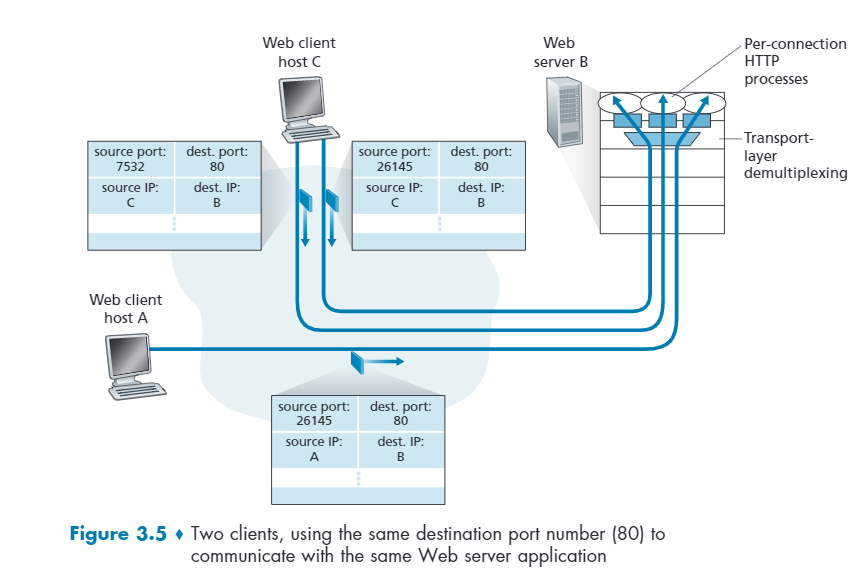 Web client
host C
Web
server B
Per-connection
HTTP
processes
Transport-
layer
demultiplexing
source port:
7532
dest. port:
80
source IP:
C
dest. IP:
B
source port:
26145
dest. port:
80
source IP:
C
dest. IP:
B
Web client
host A
source port:
26145
dest. port:
80
source IP:
A
dest. IP:
B
Figure 3.5 ♦ Two clients, using the same destination port number (80) to
communicate with the same Web server application